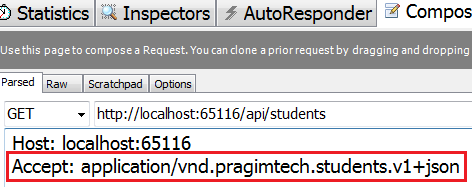 Statistics Inspectors AutoResponder Compos
Use this page to compose a Request. You can clone a prior request by dragging and dropping
Parsed Raw Scratchpad Options
GET http://localhost:65116/api/students
Host: localhost:65116
Accept: application/vnd.pragimtech.students.v1+json